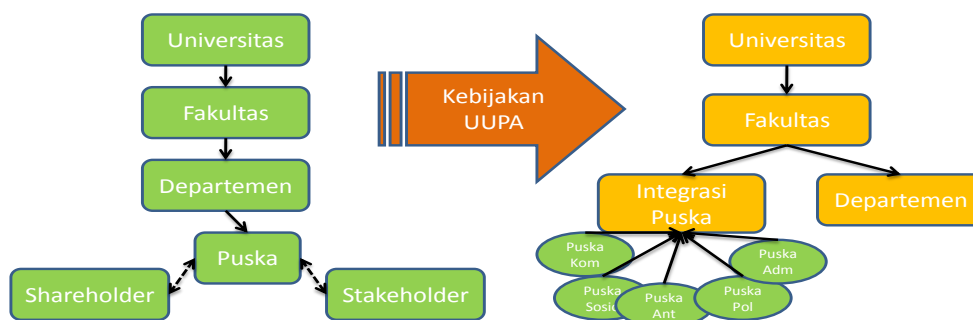 Universitas
Fakultas
Departemen
Puska
Shareholder
Stakeholder
Kebijakan
UUPA
Universitas
Fakultas
Integrasi
Puska
Departemen
Puska
Kom
Puska
Sosio
Puska
Ant
Puska
Pol
Puska
Adm